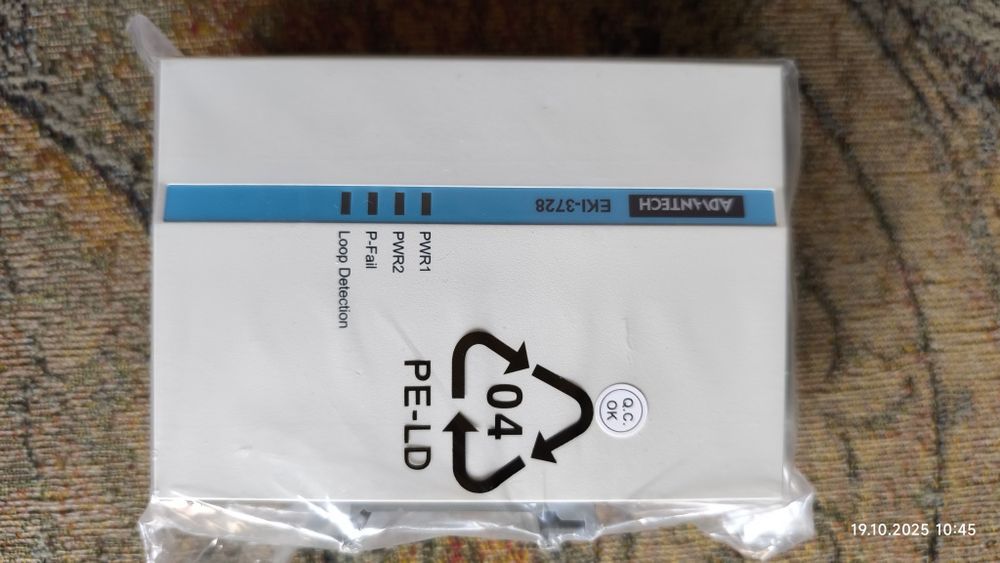 ADVANTECH
EKI-3728
PWR1
PWR2
P-Fail
Loop Detection
04
PE-LD
Q.C.
OK
19.10.2025 10:45